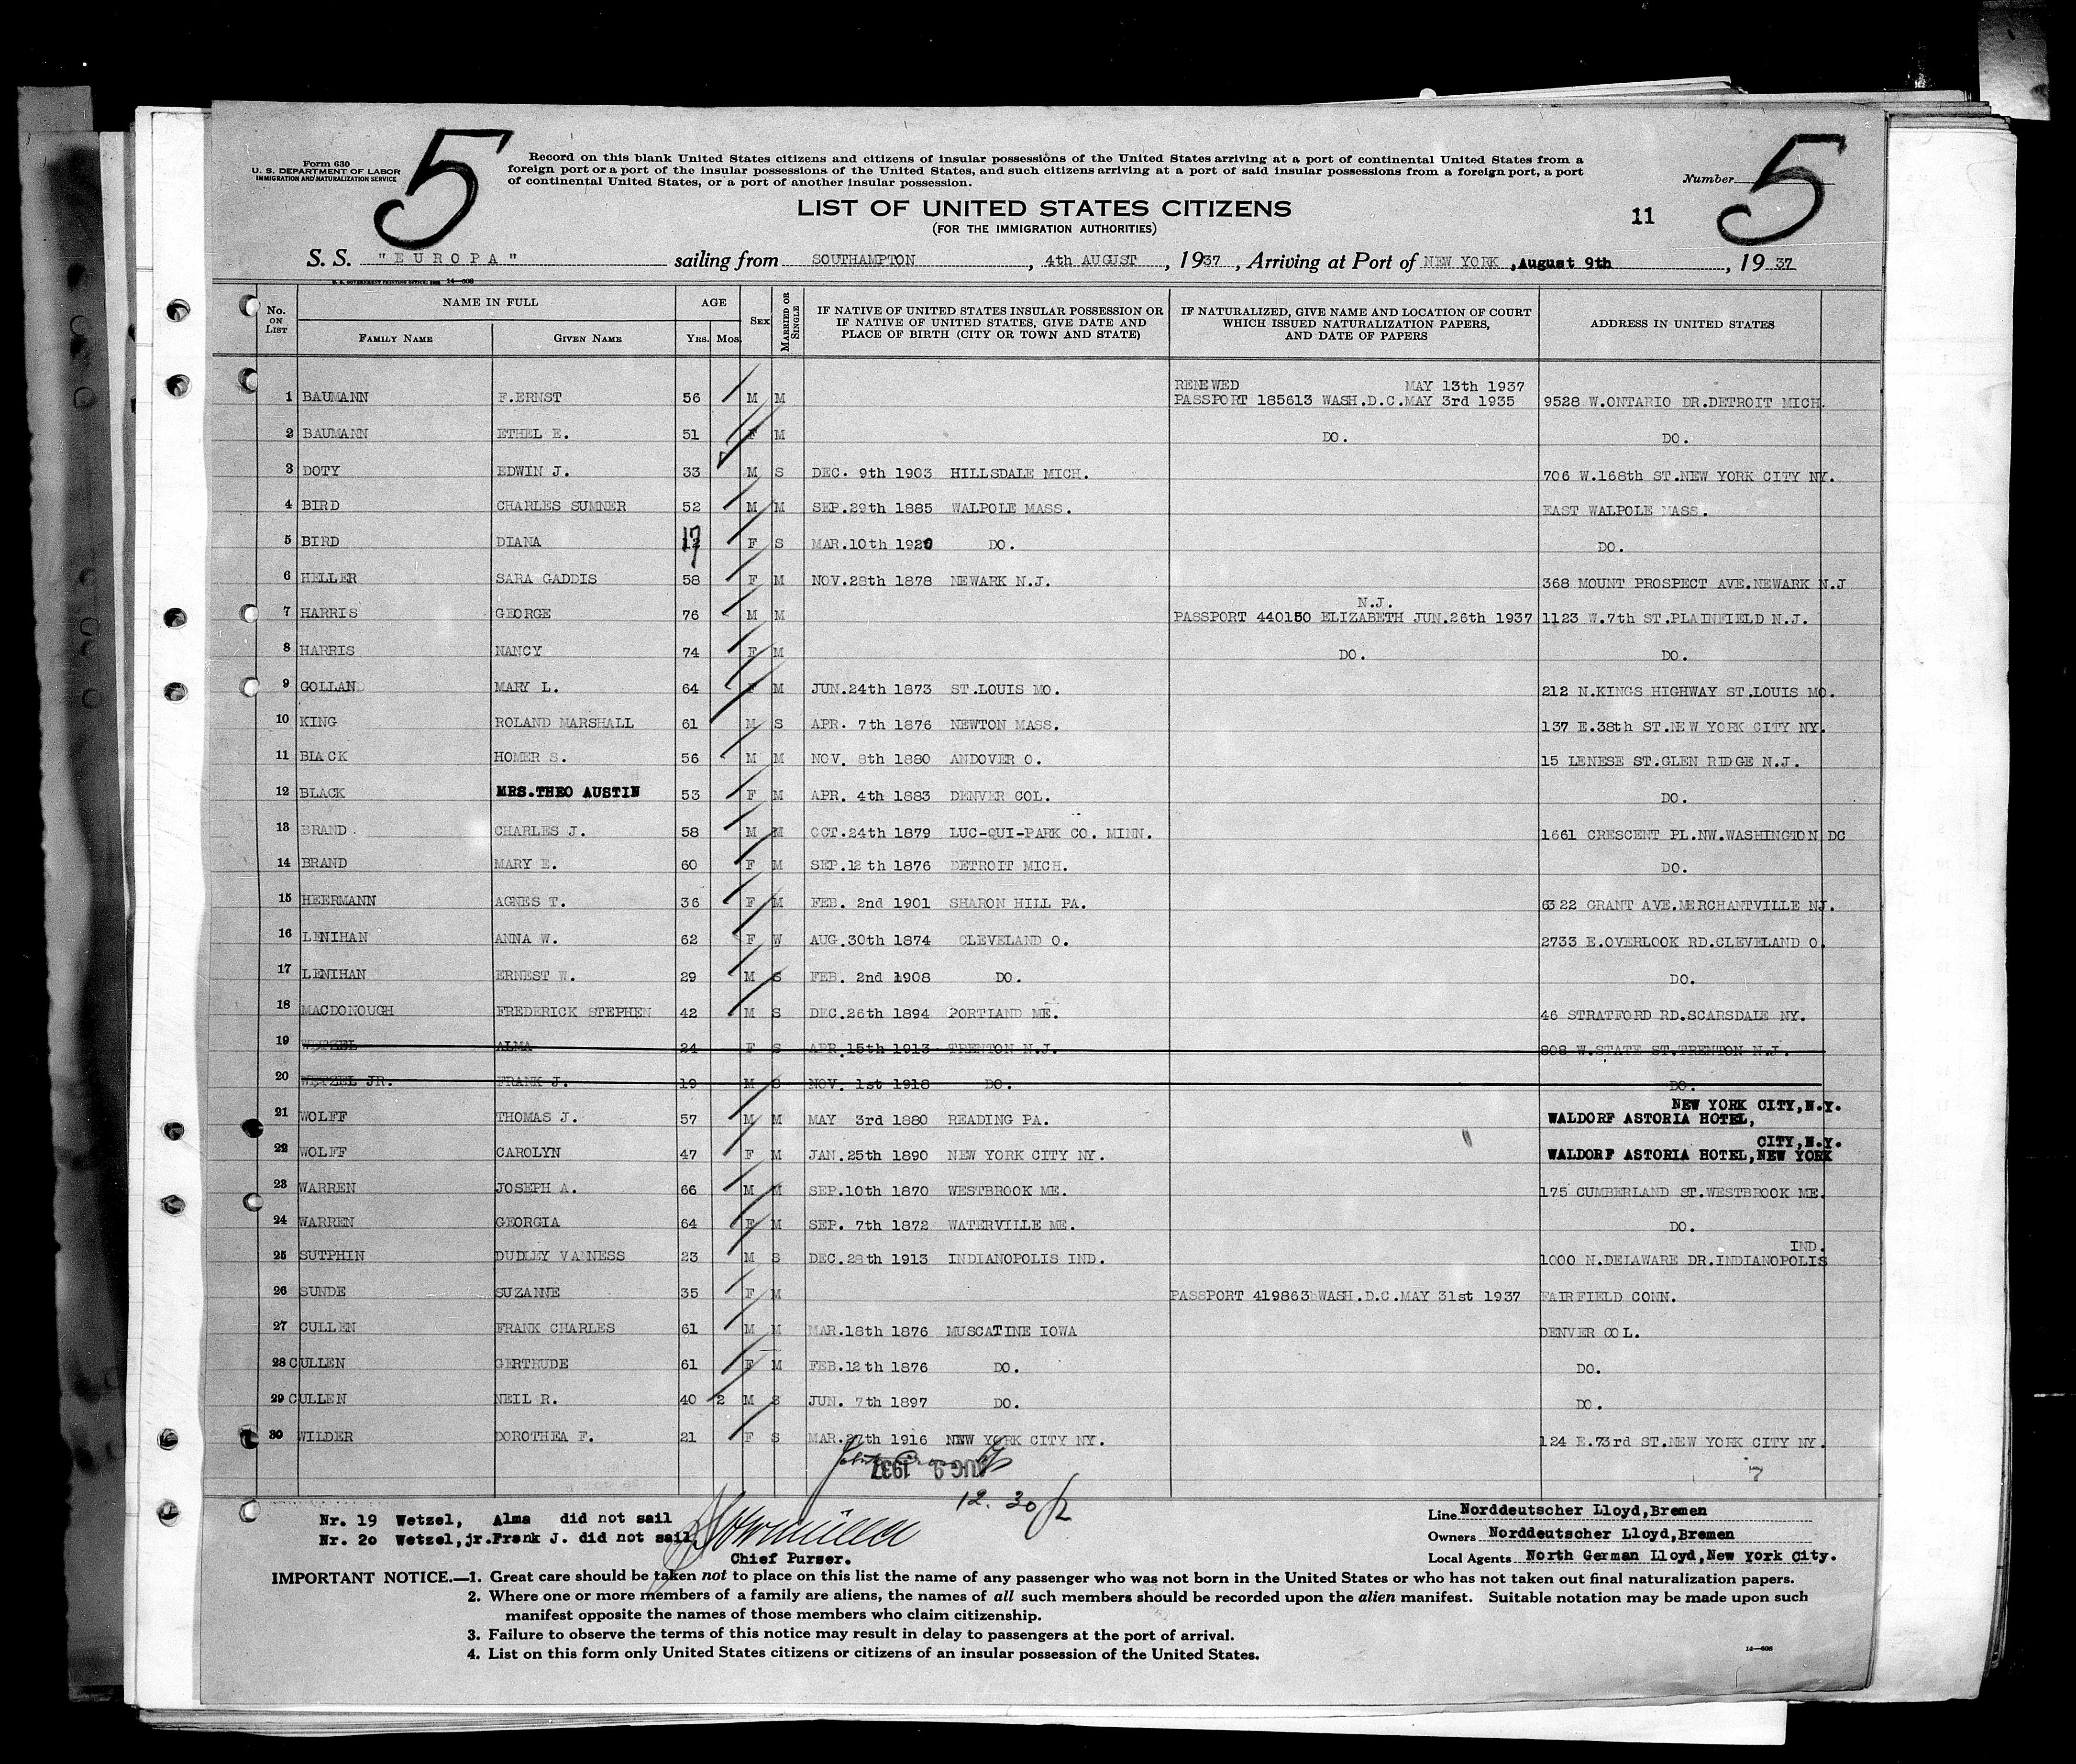 Form 630
U. S. DEPARTMENT OF LABOR
IMMIGRATION AND NATURALIZATION SERVICE
5
Record on this blank United States citizens and citizens of insular possessions of the United States arriving at a port of continental United States from a
foreign port or a port of the insular possessions of the United States, and such citizens arriving at a port of said insular possessions from a foreign port, a port
of continental United States, or a port of another insular possession.
Number 5
LIST OF UNITED STATES CITIZENS
(FOR THE IMMIGRATION AUTHORITIES)
11
S. S. "EUROPA" sailing from SOUTHAMPTON, 4th AUGUST, 1937, Arriving at Port of NEW YORK, August 9th, 1937
No. ON LIST NAME IN FULL FAMILY NAME GIVEN NAME AGE YRS. MOS. SEX MARRIED OR SINGLE IF NATIVE OF UNITED STATES INSULAR POSSESSION OR IF NATIVE OF UNITED STATES, GIVE DATE AND PLACE OF BIRTH (CITY OR TOWN AND STATE) IF NATURALIZED, GIVE NAME AND LOCATION OF COURT WHICH ISSUED NATURALIZATION PAPERS, AND DATE OF PAPERS ADDRESS IN UNITED STATES
RENEWED MAY 13th 1937
1 BAUMANN F.ERNST 56 M M PASSPORT 185613 WASH.D.C.MAY 3rd 1935 9528 W.ONTARIO DR.DETROIT MICH.
2 BAUMANN ETHEL E. 51 F M DO. DO.
3 DOTY EDWIN J. 33 M S DEC. 9th 1903 HILLSDALE MICH. 706 W.168th ST.NEW YORK CITY NY.
4 BIRD CHARLES SUMNER 52 M M SEP.29th 1885 WALPOLE MASS. EAST WALPOLE MASS.
5 BIRD DIANA 17 F S MAR.10th 1920 DO. DO.
6 HELLER SARA GADDIS 58 F M NOV.28th 1878 NEWARK N.J. 368 MOUNT PROSPECT AVE.NEWARK N.J
N.J.
7 HARRIS GEORGE 76 M M PASSPORT 440150 ELIZABETH JUN.26th 1937 1123 W.7th ST.PLAINFIELD N.J.
8 HARRIS NANCY 74 F M DO. DO.
9 GOLLAND MARY L. 64 F M JUN.24th 1873 ST.LOUIS MO. 212 N.KINGS HIGHWAY ST.LOUIS MO.
10 KING ROLAND MARSHALL 61 M S APR. 7th 1876 NEWTON MASS. 137 E.38th ST.NEW YORK CITY NY.
11 BLACK HOMER S. 56 M M NOV. 8th 1880 ANDOVER O. 15 LENESE ST.GLEN RIDGE N.J.
12 BLACK MRS.THEO AUSTIN 53 F M APR. 4th 1883 DENVER COL. DO.
13 BRAND CHARLES J. 58 M M OCT.24th 1879 LUC-QUI-PARK CO. MINN. 1661 CRESCENT PL.NW.WASHINGTON DC
14 BRAND MARY E. 60 F M SEP.12th 1876 DETROIT MICH. DO.
15 HEERMANN AGNES T. 36 F M FEB. 2nd 1901 SHARON HILL PA. 6322 GRANT AVE.MERCHANTVILLE NJ.
16 LENIHAN ANNA W. 62 F W AUG.30th 1874 CLEVELAND O. 2733 E.OVERLOOK RD.CLEVELAND O.
17 LENIHAN ERNEST W. 29 M S FEB. 2nd 1908 DO. DO.
18 MACDONOUGH FREDERICK STEPHEN 42 M S DEC.26th 1894 PORTLAND ME. 46 STRATFORD RD.SCARSDALE NY.
19 WETZEL ALMA 24 F S APR.15th 1913 TRENTON N.J. 808 W.STATE ST.TRENTON N.J.
20 WETZEL JR. FRANK J. 19 M S NOV. 1st 1918 DO. DO.
NEW YORK CITY,N.Y.
21 WOLFF THOMAS J. 57 M M MAY 3rd 1880 READING PA. WALDORF ASTORIA HOTEL,
CITY,N.Y.
22 WOLFF CAROLYN 47 F M JAN.25th 1890 NEW YORK CITY NY. WALDORF ASTORIA HOTEL,NEW YORK
23 WARREN JOSEPH A. 66 M M SEP.10th 1870 WESTBROOK ME. 175 CUMBERLAND ST.WESTBROOK ME.
24 WARREN GEORGIA 64 F M SEP. 7th 1872 WATERVILLE ME. DO.
IND.
25 SUTPHIN DUDLEY VANNESS 23 M S DEC.28th 1913 INDIANOPOLIS IND. 1000 N.DELAWARE DR.INDIANOPOLIS
26 SUNDE SUZANNE 35 F M PASSPORT 419863 WASH.D.C.MAY 31st 1937 FAIRFIELD CONN.
27 CULLEN FRANK CHARLES 61 M M MAR.18th 1876 MUSCATINE IOWA DENVER COL.
28 CULLEN GERTRUDE 61 F M FEB.12th 1876 DO. DO.
29 CULLEN NEIL R. 40 2 M S JUN. 7th 1897 DO. DO.
30 WILDER DOROTHEA F. 21 F S MAR.27th 1916 NEW YORK CITY NY. 124 E.73rd ST.NEW YORK CITY NY.
AUG 9 1937
12.30
Nr. 19 Wetzel, Alma did not sail
Nr. 20 Wetzel,jr.Frank J. did not sail
Chief Purser.
Line Norddeutscher Lloyd,Bremen
Owners Norddeutscher Lloyd,Bremen
Local Agents North German Lloyd,New York City.
IMPORTANT NOTICE.—1. Great care should be taken not to place on this list the name of any passenger who was not born in the United States or who has not taken out final naturalization papers.
2. Where one or more members of a family are aliens, the names of all such members should be recorded upon the alien manifest. Suitable notation may be made upon such
manifest opposite the names of those members who claim citizenship.
3. Failure to observe the terms of this notice may result in delay to passengers at the port of arrival.
4. List on this form only United States citizens or citizens of an insular possession of the United States.
14—608